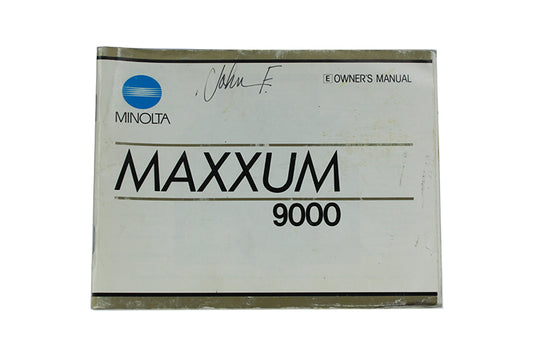 John F.
E OWNER'S MANUAL
MINOLTA
MAXXUM
9000